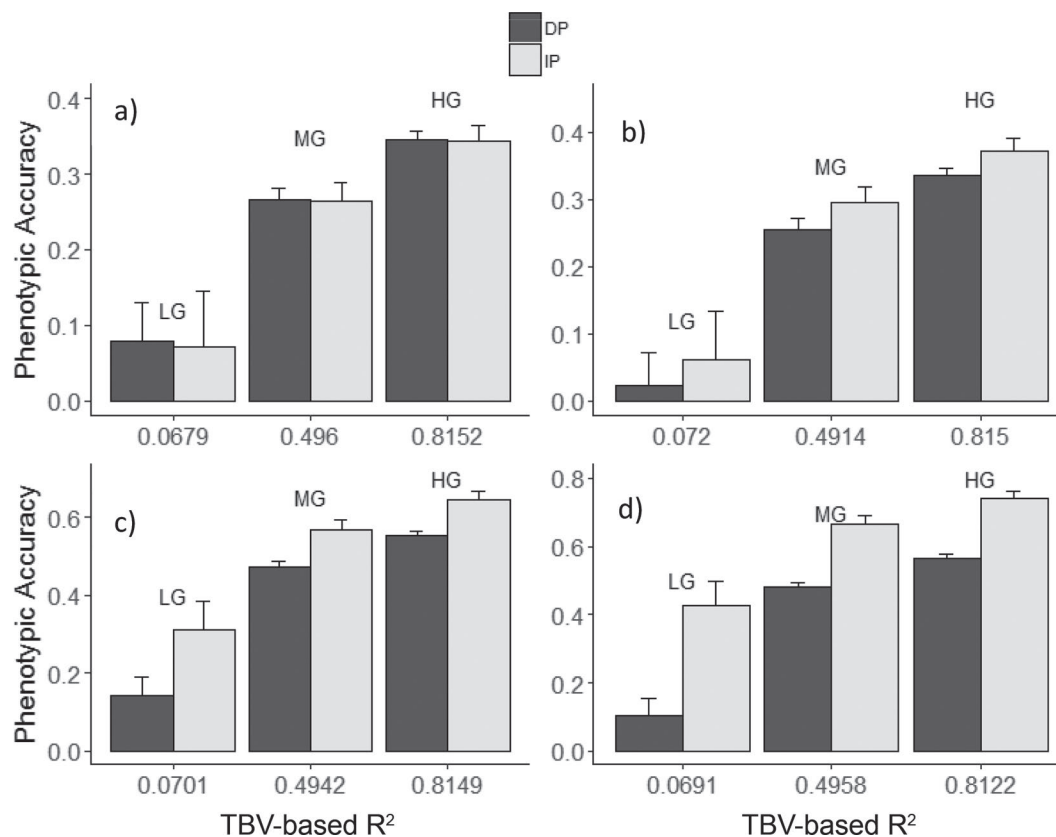 DP
IP
a)
Phenotypic Accuracy
0.4
0.3
0.2
0.1
0.0
LG
MG
HG
0.0679
0.496
0.8152
b)
0.4
0.3
0.2
0.1
0.0
LG
MG
HG
0.072
0.4914
0.815
c)
Phenotypic Accuracy
0.6
0.4
0.2
0.0
LG
MG
HG
0.0701
0.4942
0.8149
TBV-based R²
d)
0.8
0.6
0.4
0.2
0.0
LG
MG
HG
0.0691
0.4958
0.8122
TBV-based R²